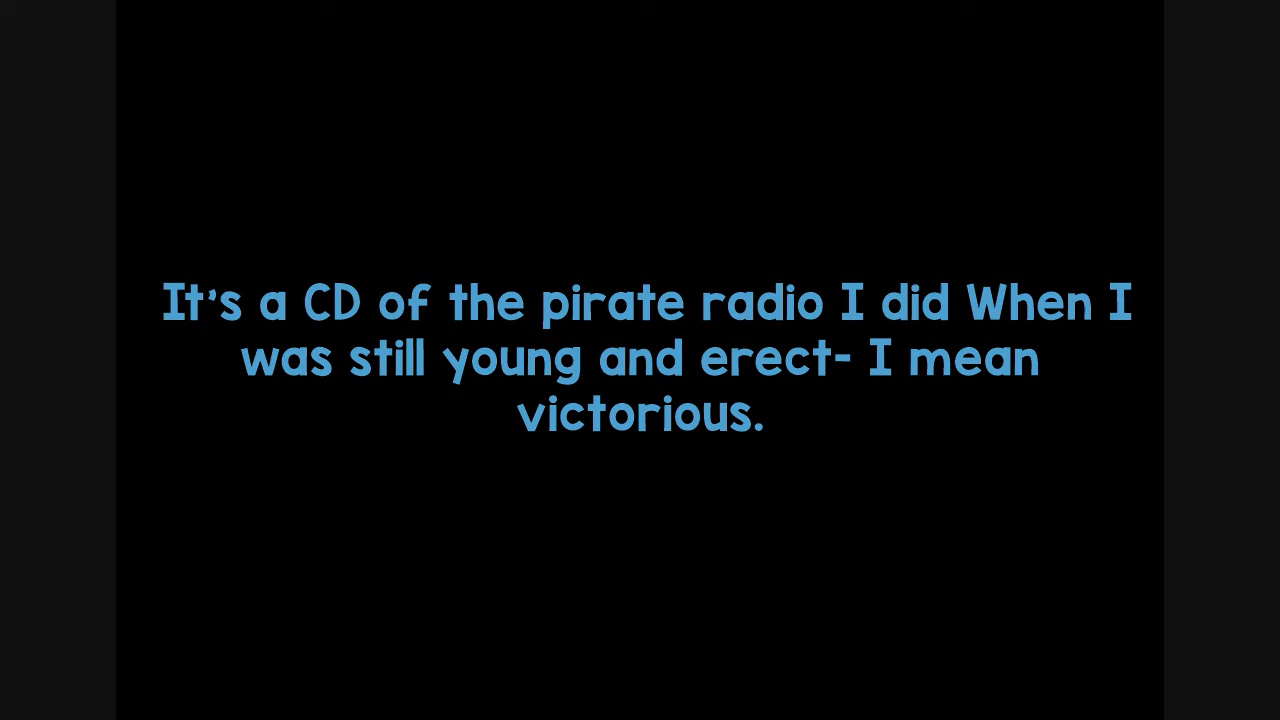 It's a CD of the pirate radio I did When I
was still young and erect- I mean
victorious.